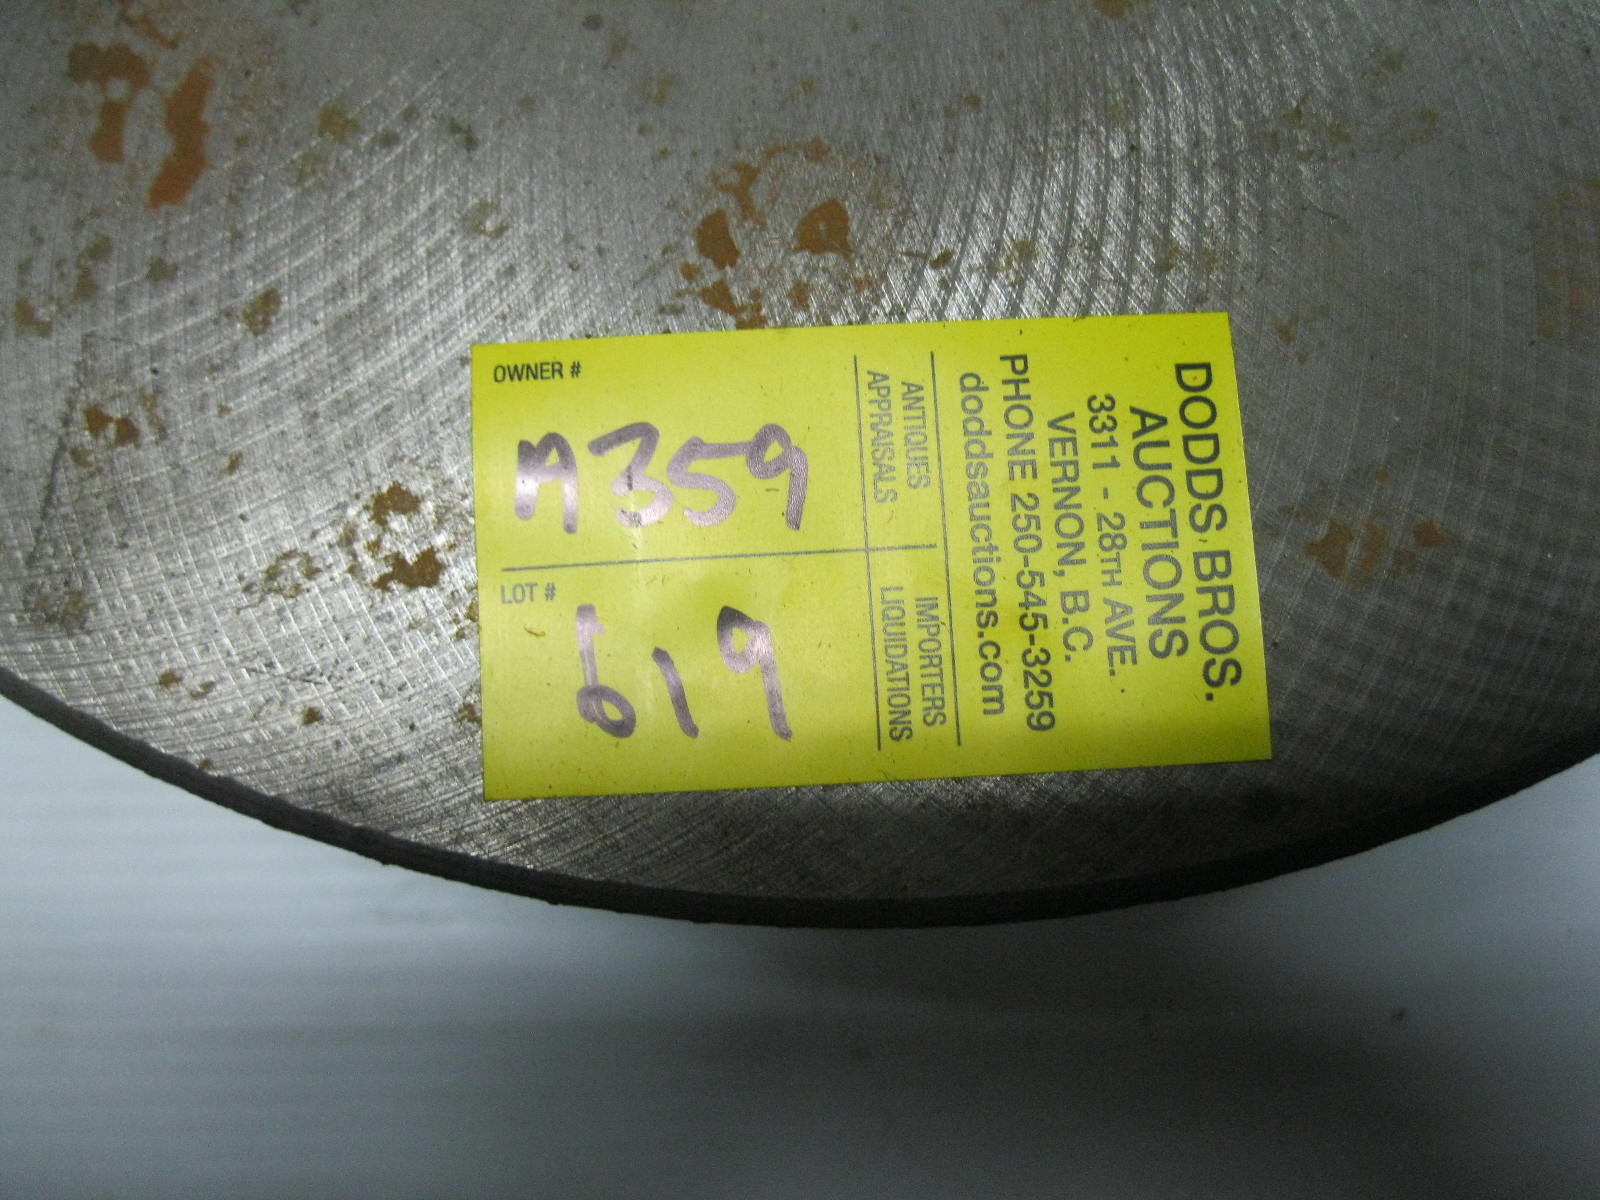 DODDS BROS.
AUCTIONS
3311 - 28TH AVE.
VERNON, B.C.
PHONE 250-545-3259
doddsauctions.com
ANTIQUES
APPRAISALS
IMPORTERS
LIQUIDATIONS
OWNER #
A359
LOT #
619